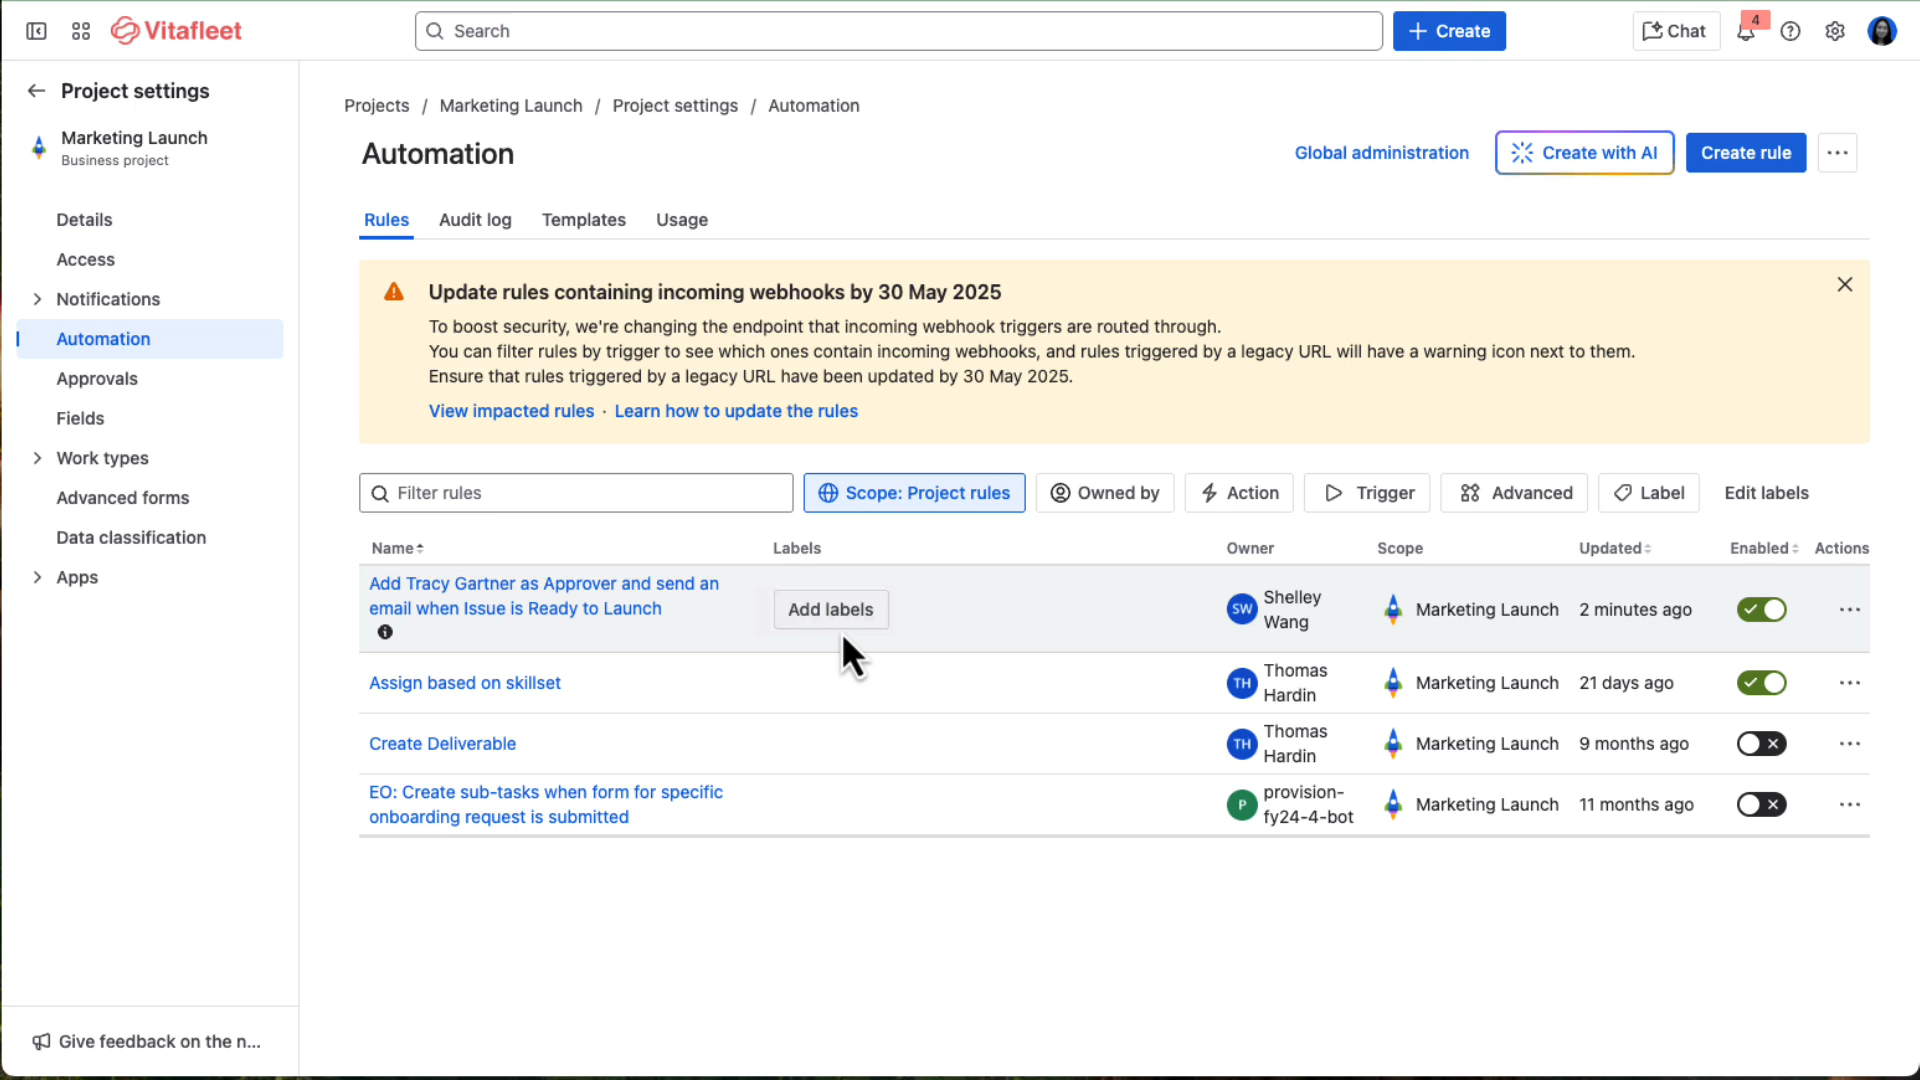 Vitafleet
Search
Create
Chat
4
Project settings
Marketing Launch
Business project
Details
Access
Notifications
Automation
Approvals
Fields
Work types
Advanced forms
Data classification
Apps
Give feedback on the n...
Projects / Marketing Launch / Project settings / Automation
Automation
Global administration
Create with AI
Create rule
Rules
Audit log
Templates
Usage
Update rules containing incoming webhooks by 30 May 2025
To boost security, we're changing the endpoint that incoming webhook triggers are routed through.
You can filter rules by trigger to see which ones contain incoming webhooks, and rules triggered by a legacy URL will have a warning icon next to them.
Ensure that rules triggered by a legacy URL have been updated by 30 May 2025.
View impacted rules · Learn how to update the rules
Filter rules
Scope: Project rules
Owned by
Action
Trigger
Advanced
Label
Edit labels
Name
Labels
Owner
Scope
Updated
Enabled
Actions
Add Tracy Gartner as Approver and send an
email when Issue is Ready to Launch
Add labels
SW
Shelley
Wang
Marketing Launch
2 minutes ago
Assign based on skillset
TH
Thomas
Hardin
Marketing Launch
21 days ago
Create Deliverable
TH
Thomas
Hardin
Marketing Launch
9 months ago
EO: Create sub-tasks when form for specific
onboarding request is submitted
P
provision-
fy24-4-bot
Marketing Launch
11 months ago